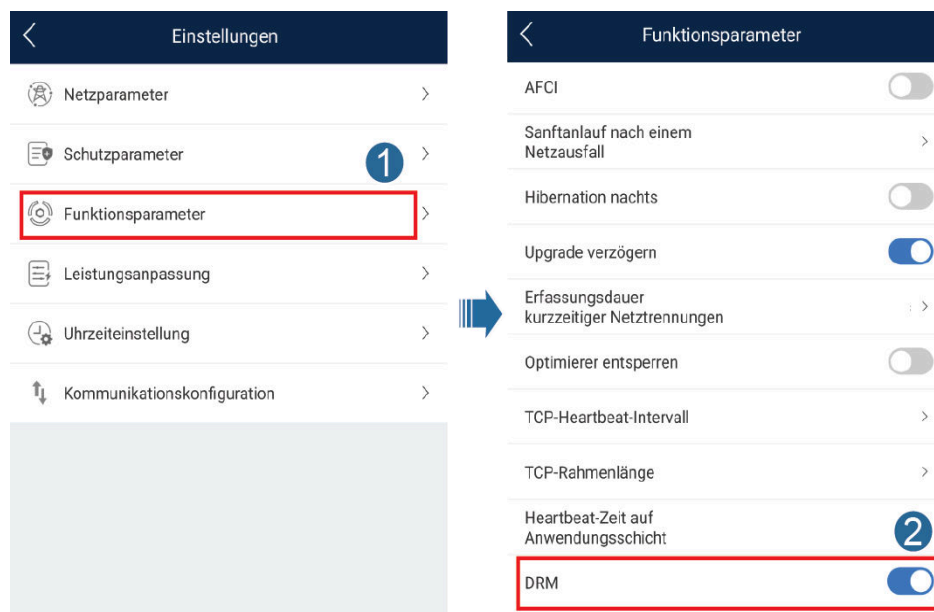 Einstellungen
Netzparameter
Schutzparameter
1
Funktionsparameter
Leistungsanpassung
Uhrzeiteinstellung
Kommunikationskonfiguration
Funktionsparameter
AFCI
Sanftanlauf nach einem
Netzausfall
Hibernation nachts
Upgrade verzögern
Erfassungsdauer
kurzzeitiger Netztrennungen
Optimierer entsperren
TCP-Heartbeat-Intervall
TCP-Rahmenlänge
Heartbeat-Zeit auf
Anwendungsschicht
2
DRM